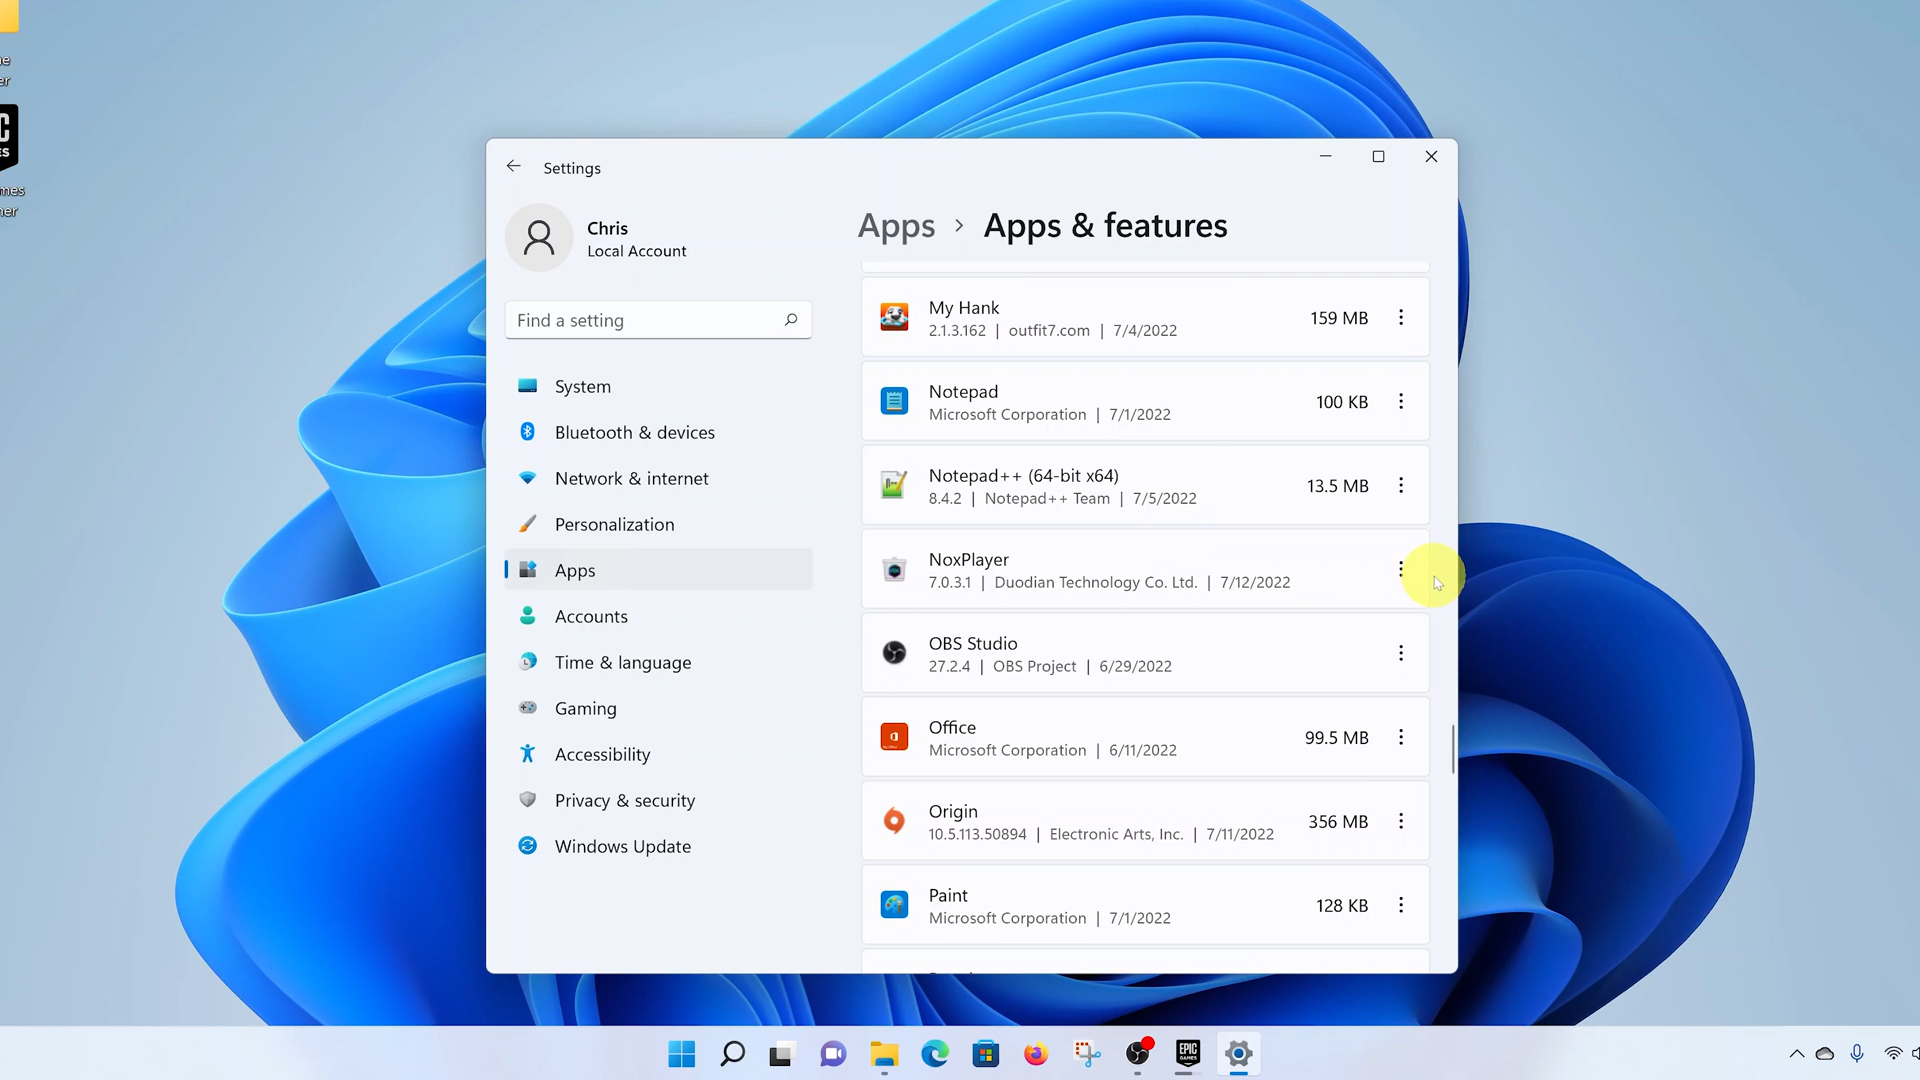 Settings
Chris
Local Account
Find a setting
System
Bluetooth & devices
Network & internet
Personalization
Apps
Accounts
Time & language
Gaming
Accessibility
Privacy & security
Windows Update
Apps > Apps & features
My Hank
2.1.3.162 | outfit7.com | 7/4/2022
159 MB
Notepad
Microsoft Corporation | 7/1/2022
100 KB
Notepad++ (64-bit x64)
8.4.2 | Notepad++ Team | 7/5/2022
13.5 MB
NoxPlayer
7.0.3.1 | Duodian Technology Co. Ltd. | 7/12/2022
OBS Studio
27.2.4 | OBS Project | 6/29/2022
Office
Microsoft Corporation | 6/11/2022
99.5 MB
Origin
10.5.113.50894 | Electronic Arts, Inc. | 7/11/2022
356 MB
Paint
Microsoft Corporation | 7/1/2022
128 KB
EPIC
GAMES